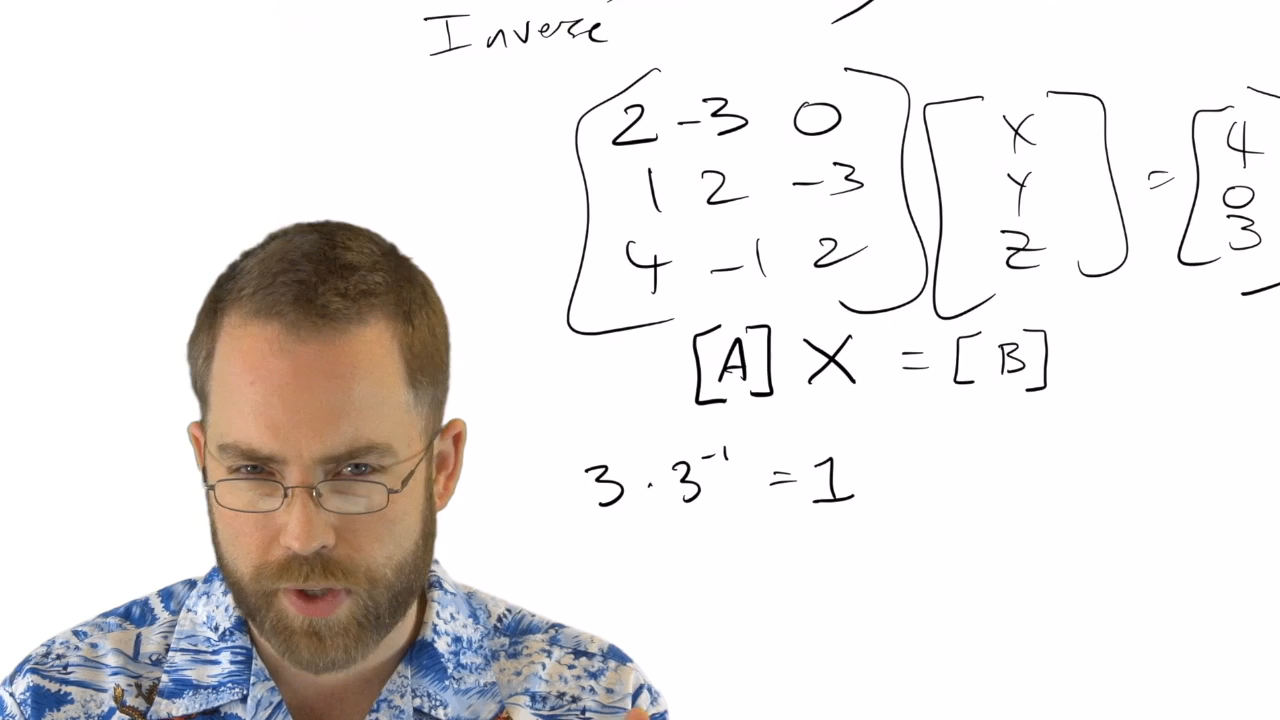 Inverse
2 -3 0 X 4
1 2 -3 Y = 0
4 -1 2 Z 3
[A] X = [B]
3 · 3⁻¹ = 1